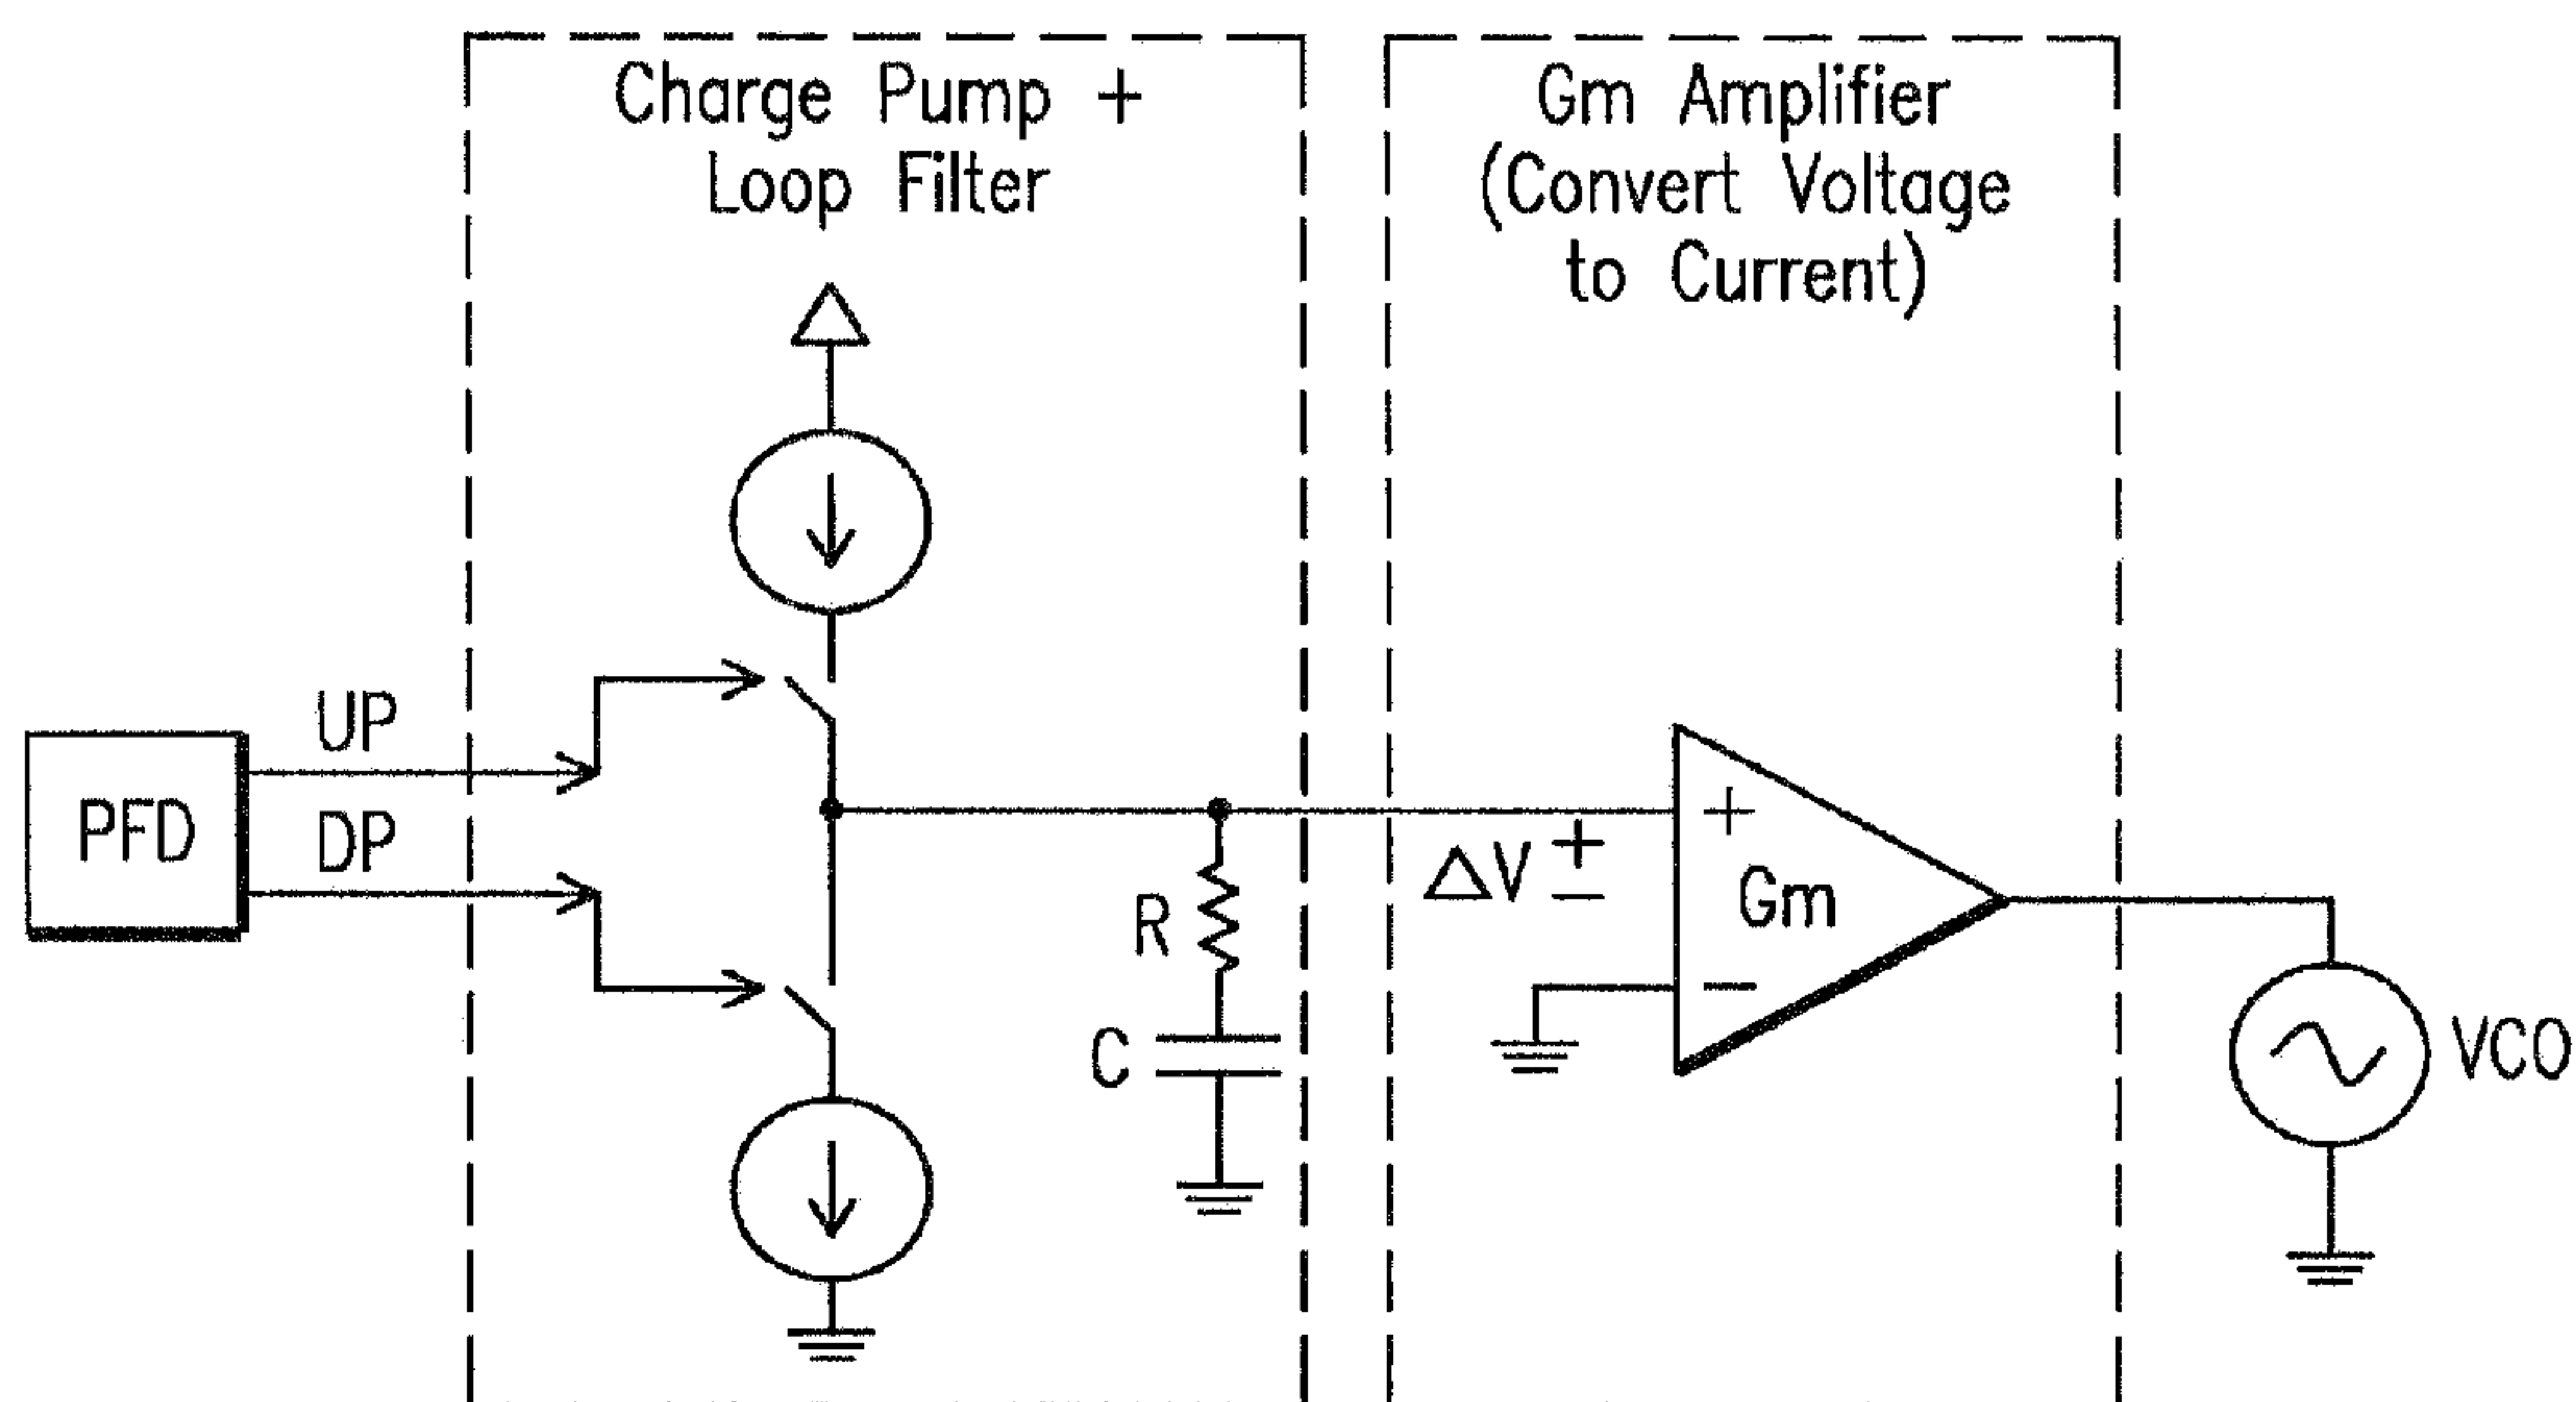 Charge Pump +
Loop Filter
Gm Amplifier
(Convert Voltage
to Current)
UP
PFD
DP
ΔV + −
+
Gm
−
R
C
VCO